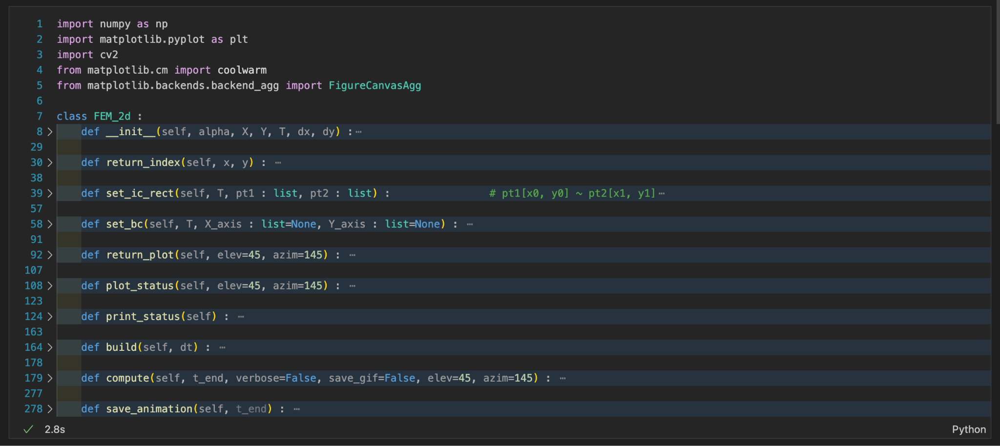 1 import numpy as np
2 import matplotlib.pyplot as plt
3 import cv2
4 from matplotlib.cm import coolwarm
5 from matplotlib.backends.backend_agg import FigureCanvasAgg
6
7 class FEM_2d :
8 def __init__(self, alpha, X, Y, T, dx, dy) :⋯
29
30 def return_index(self, x, y) : ⋯
38
39 def set_ic_rect(self, T, pt1 : list, pt2 : list) : # pt1[x0, y0] ~ pt2[x1, y1]⋯
57
58 def set_bc(self, T, X_axis : list=None, Y_axis : list=None) : ⋯
91
92 def return_plot(self, elev=45, azim=145) : ⋯
107
108 def plot_status(self, elev=45, azim=145) : ⋯
123
124 def print_status(self) : ⋯
163
164 def build(self, dt) : ⋯
178
179 def compute(self, t_end, verbose=False, save_gif=False, elev=45, azim=145) : ⋯
277
278 def save_animation(self, t_end) : ⋯
2.8s Python